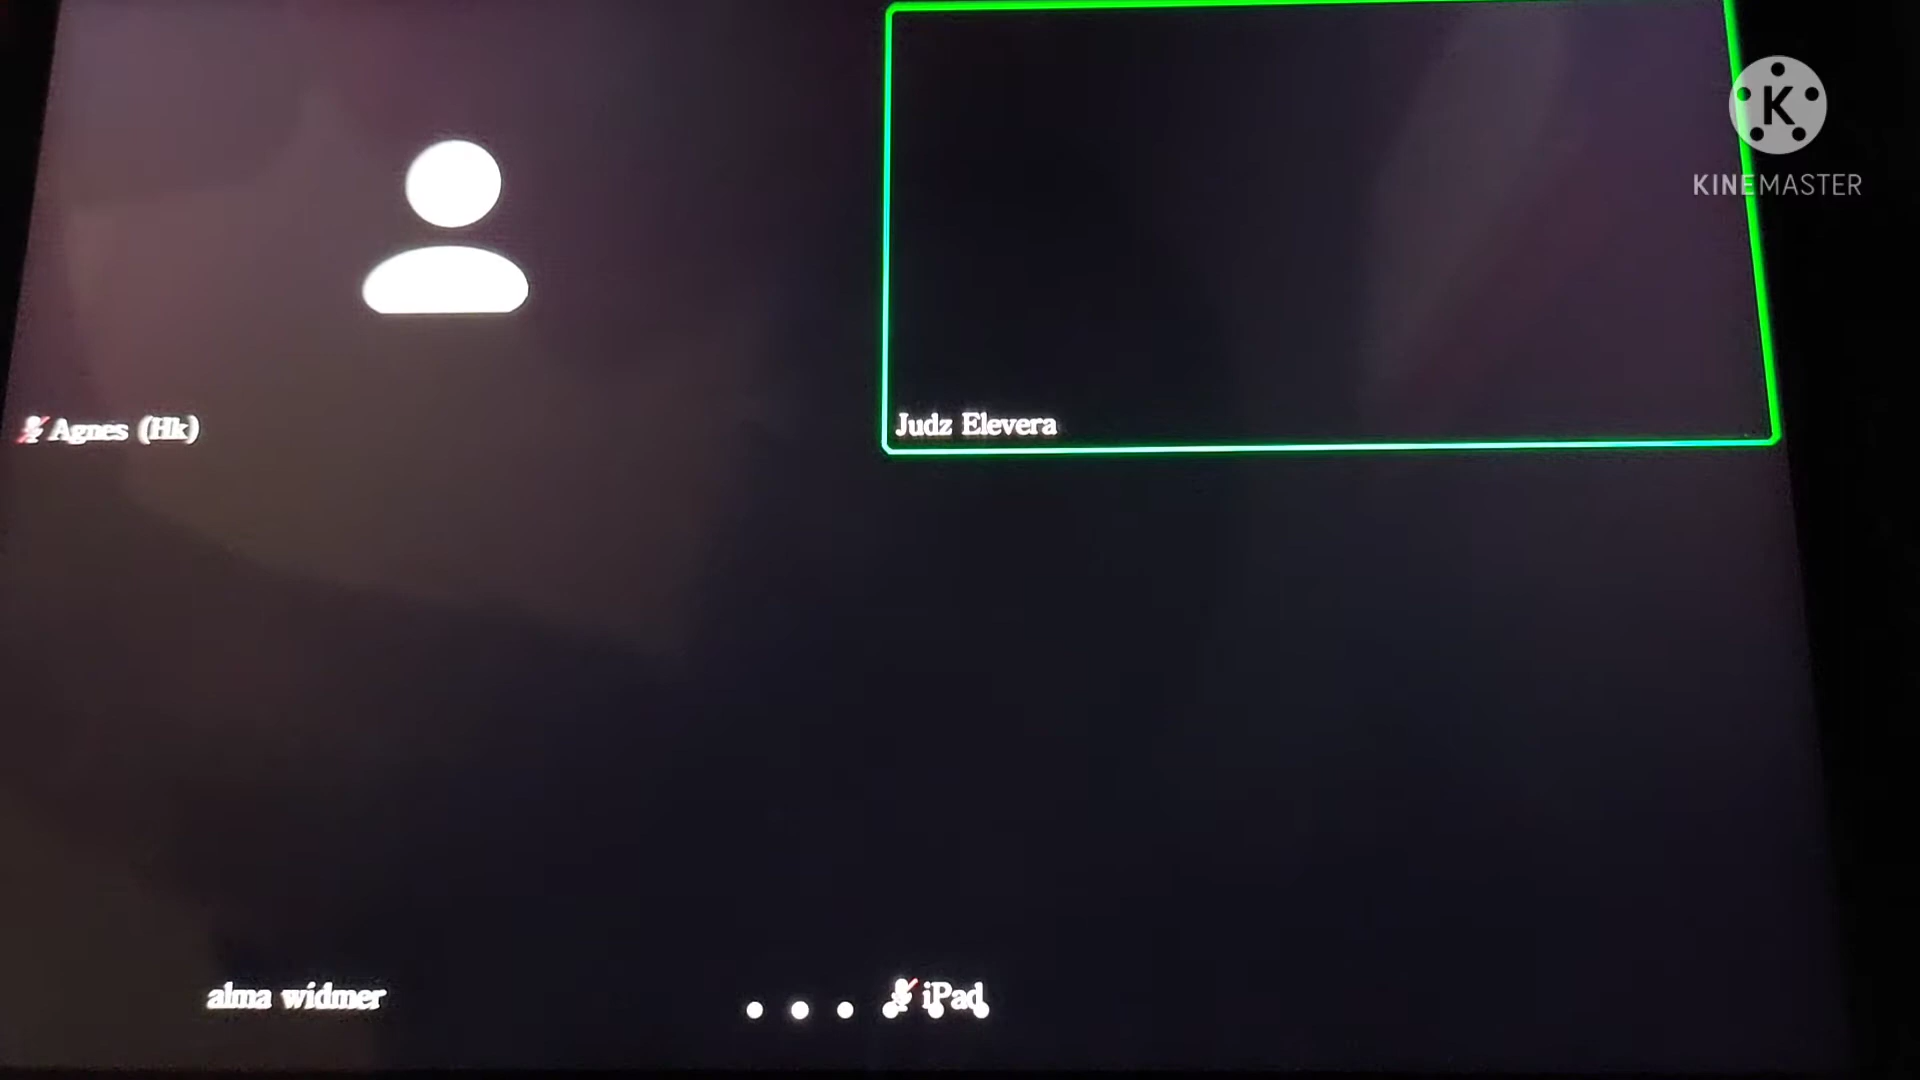 K
KINEMASTER
Agnes (Hk)
Judz Elevera
alma widmer
iPad